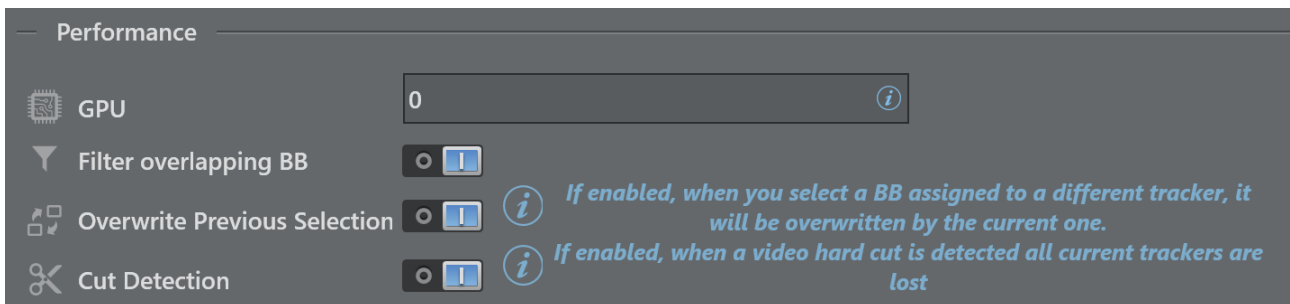 Performance
GPU
0
Filter overlapping BB
Overwrite Previous Selection
If enabled, when you select a BB assigned to a different tracker, it
will be overwritten by the current one.
Cut Detection
If enabled, when a video hard cut is detected all current trackers are
lost